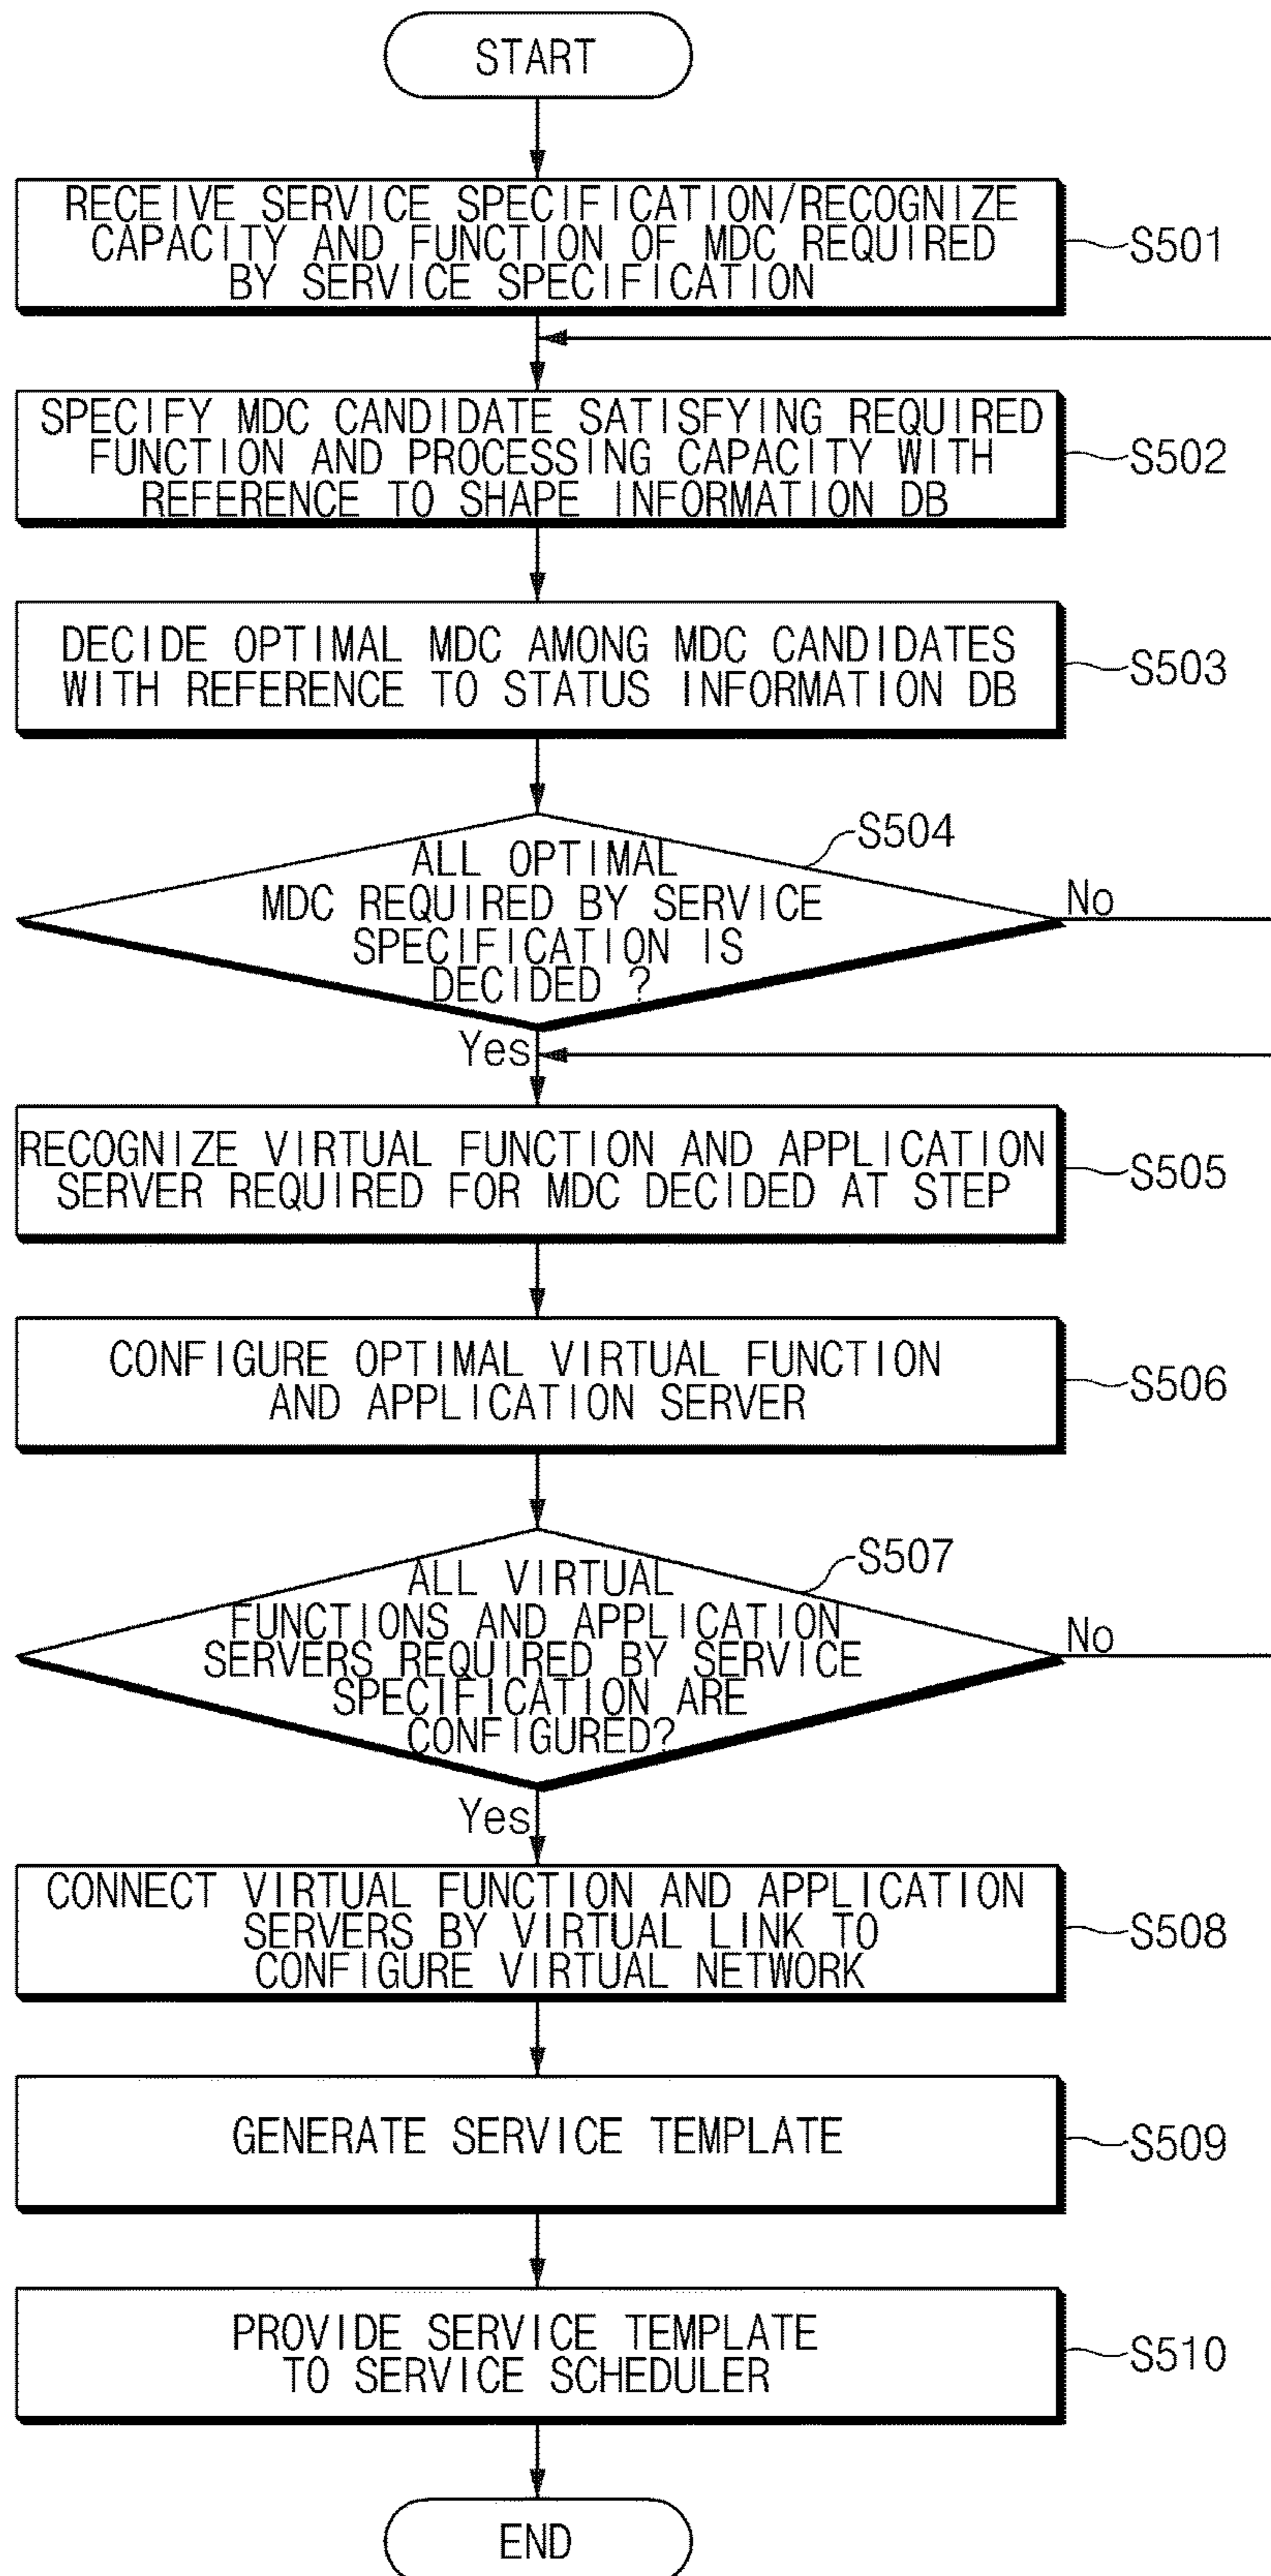 START
RECEIVE SERVICE SPECIFICATION/RECOGNIZE
CAPACITY AND FUNCTION OF MDC REQUIRED
BY SERVICE SPECIFICATION
S501
SPECIFY MDC CANDIDATE SATISFYING REQUIRED
FUNCTION AND PROCESSING CAPACITY WITH
REFERENCE TO SHAPE INFORMATION DB
S502
DECIDE OPTIMAL MDC AMONG MDC CANDIDATES
WITH REFERENCE TO STATUS INFORMATION DB
S503
S504
ALL OPTIMAL
MDC REQUIRED BY SERVICE
SPECIFICATION IS
DECIDED ?
No
Yes
RECOGNIZE VIRTUAL FUNCTION AND APPLICATION
SERVER REQUIRED FOR MDC DECIDED AT STEP
S505
CONFIGURE OPTIMAL VIRTUAL FUNCTION
AND APPLICATION SERVER
S506
S507
ALL VIRTUAL
FUNCTIONS AND APPLICATION
SERVERS REQUIRED BY SERVICE
SPECIFICATION ARE
CONFIGURED?
No
Yes
CONNECT VIRTUAL FUNCTION AND APPLICATION
SERVERS BY VIRTUAL LINK TO
CONFIGURE VIRTUAL NETWORK
S508
GENERATE SERVICE TEMPLATE
S509
PROVIDE SERVICE TEMPLATE
TO SERVICE SCHEDULER
S510
END